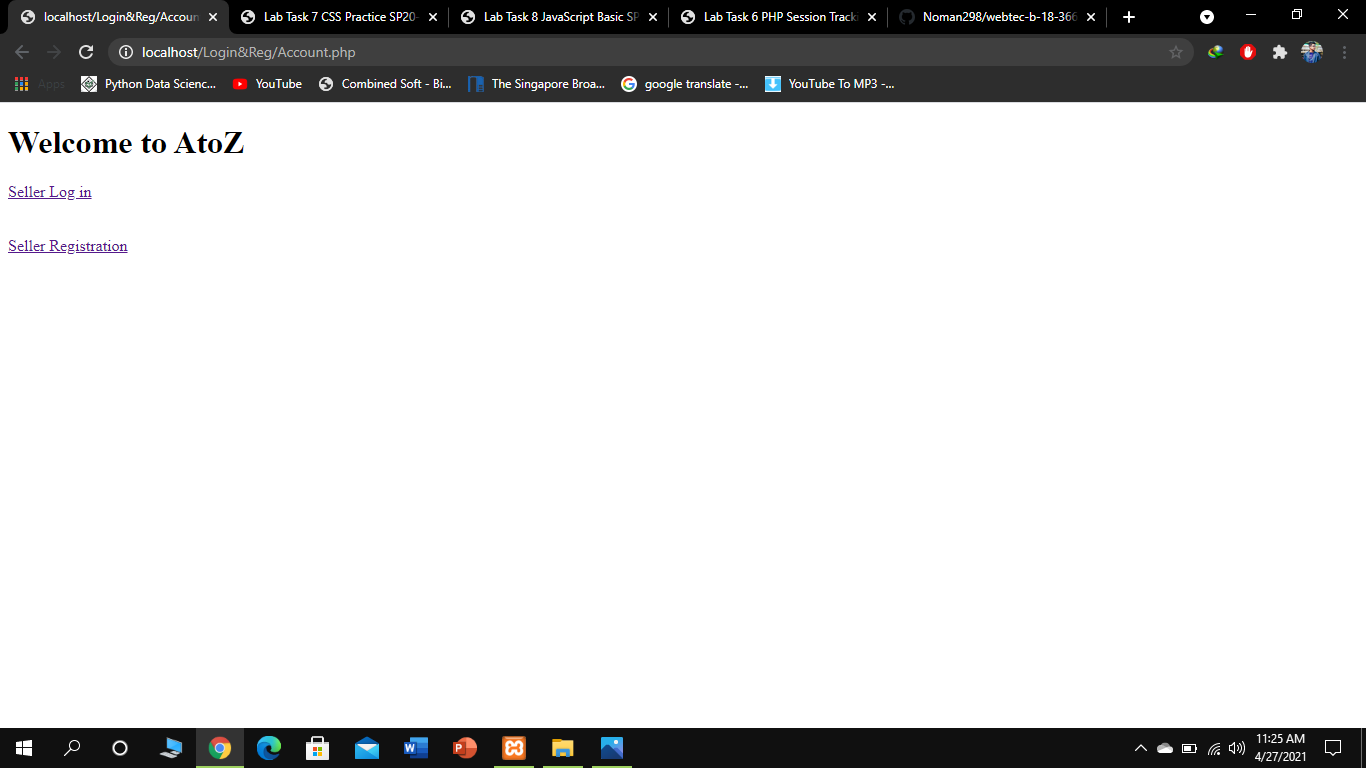 localhost/Login&Reg/Accoun
Lab Task 7 CSS Practice SP20-
Lab Task 8 JavaScript Basic SP
Lab Task 6 PHP Session Track
Noman298/webtec-b-18-366
localhost/Login&Reg/Account.php
Apps
Python Data Scienc...
YouTube
Combined Soft - Bi...
The Singapore Broa...
google translate -...
YouTube To MP3 -...
Welcome to AtoZ
Seller Log in
Seller Registration
11:25 AM
4/27/2021